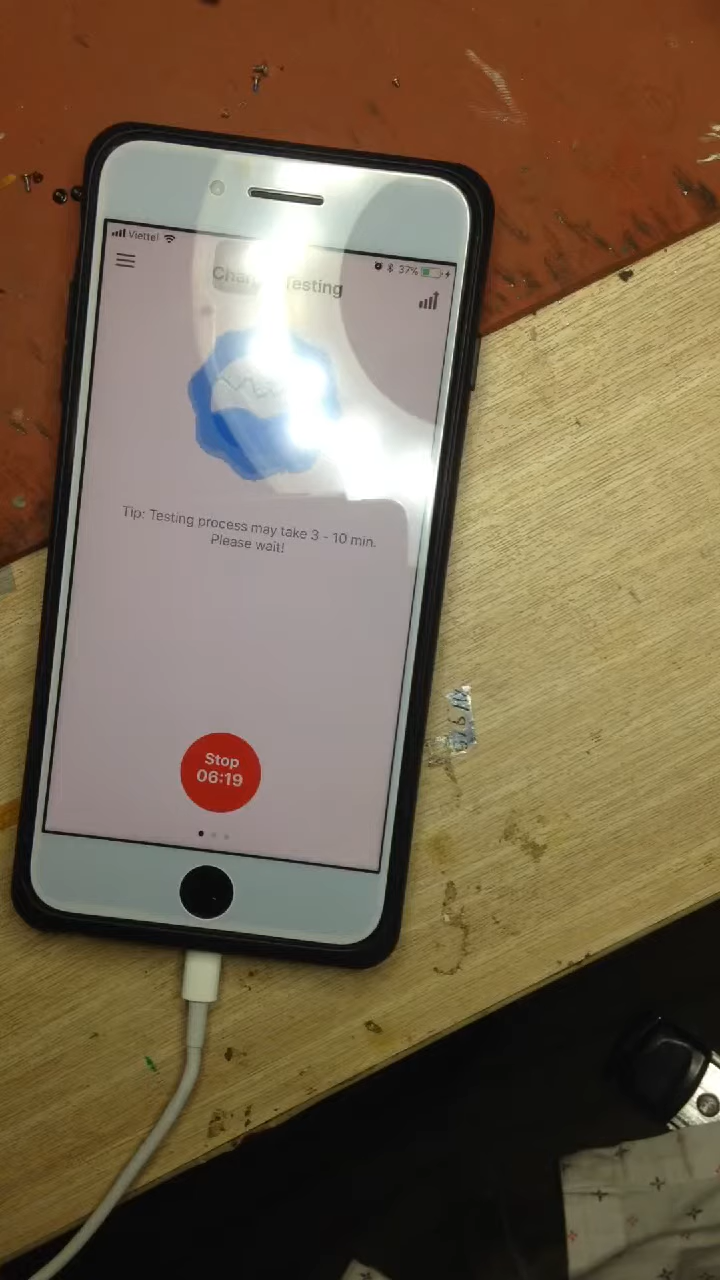 Viettel
37%
Testing
Tip: Testing process may take 3 - 10 min.
Please wait!
Stop
06:19